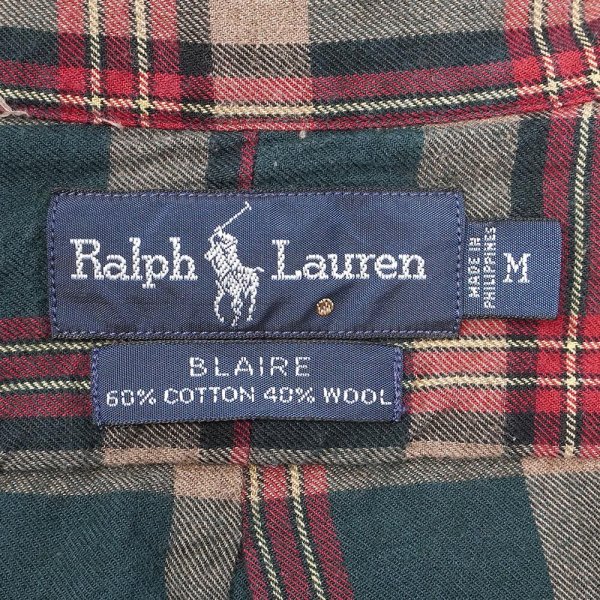 Ralph Lauren
MADE IN
PHILIPPINES
M
BLAIRE
60% COTTON 40% WOOL